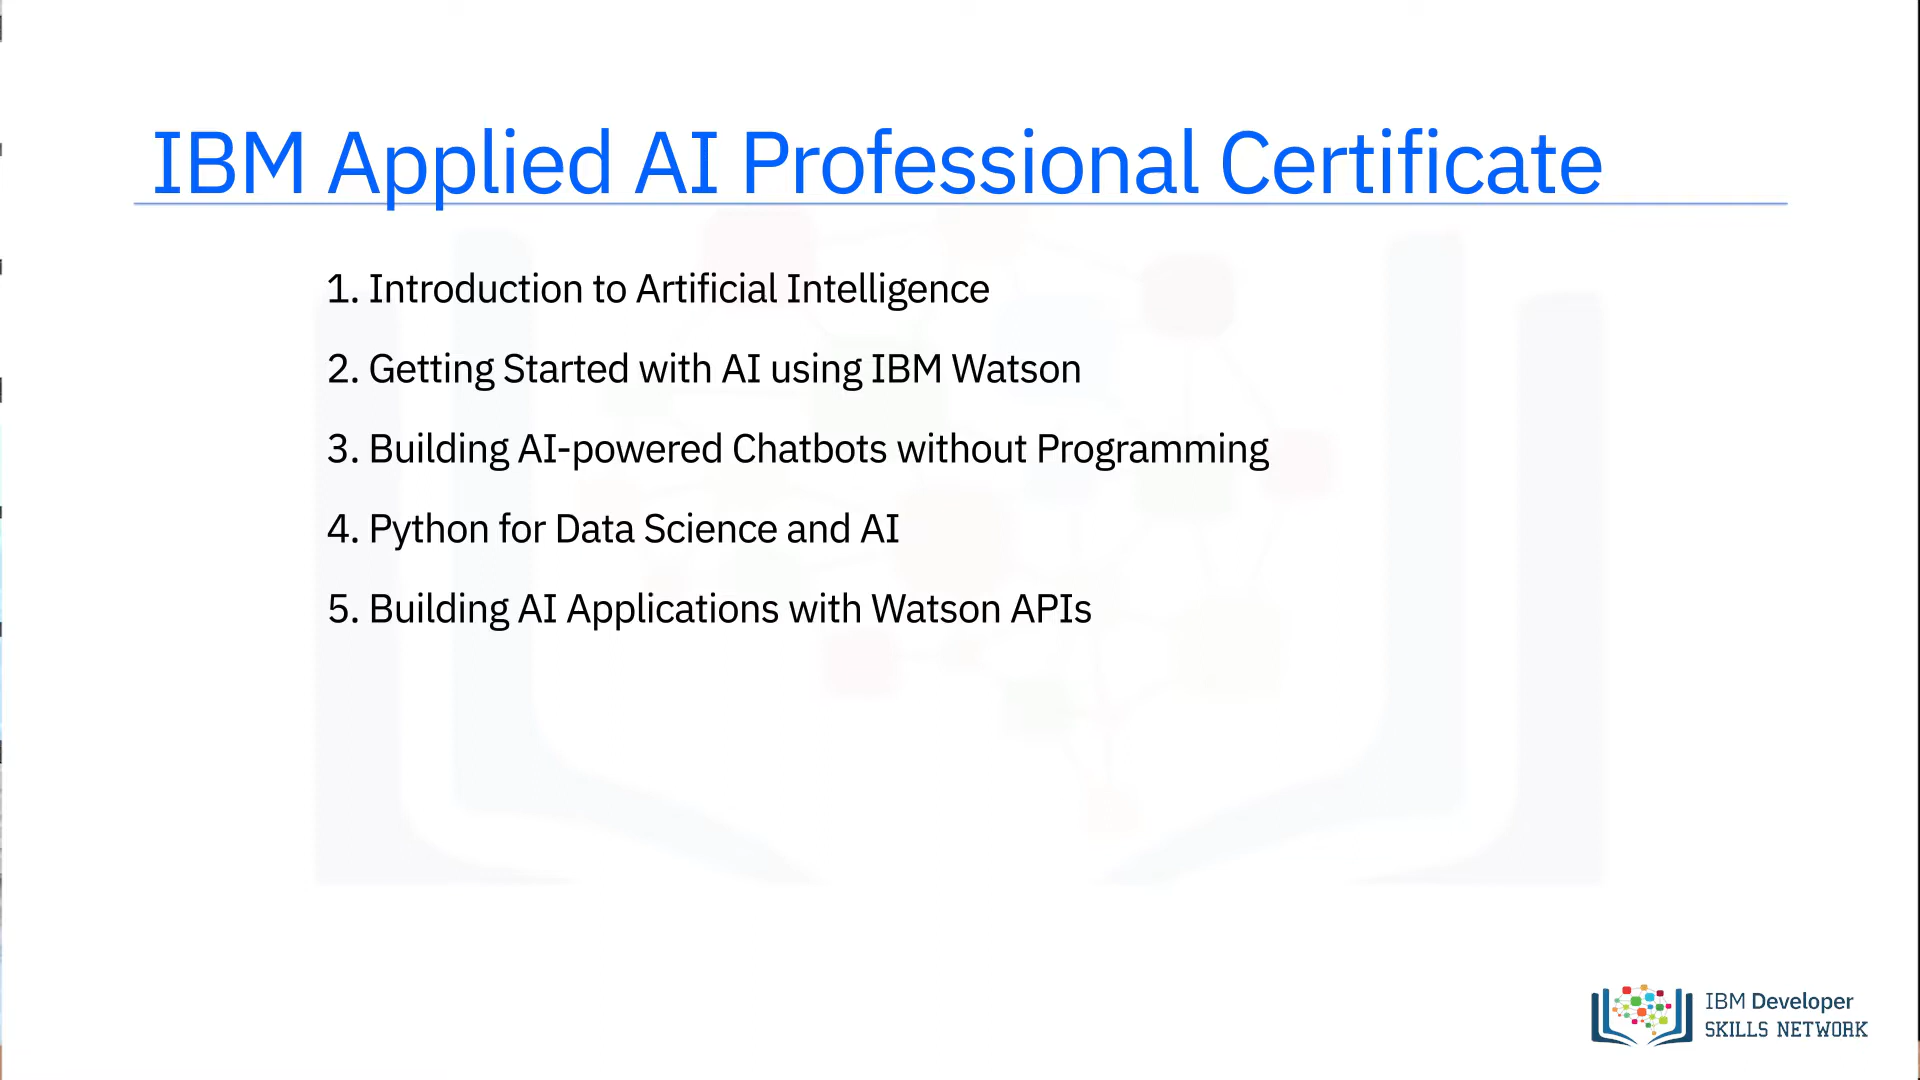 IBM Applied AI Professional Certificate
1. Introduction to Artificial Intelligence
2. Getting Started with AI using IBM Watson
3. Building AI-powered Chatbots without Programming
4. Python for Data Science and AI
5. Building AI Applications with Watson APIs
IBM Developer
SKILLS NETWORK